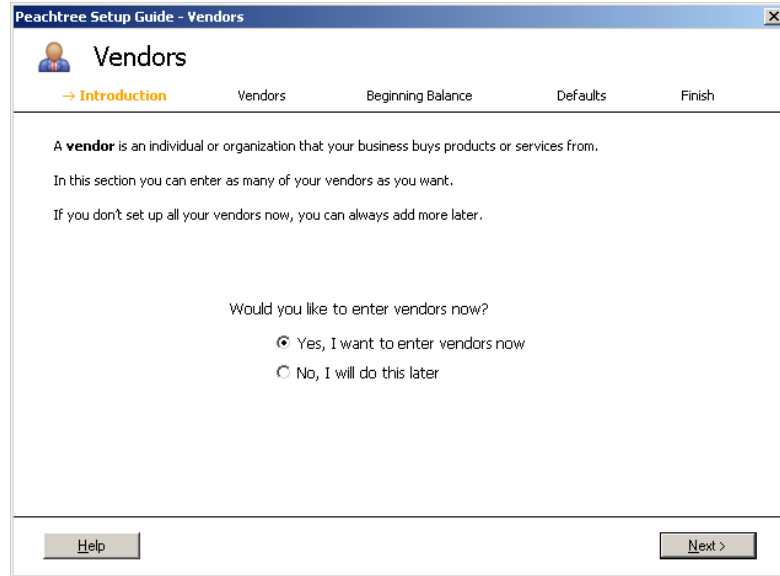 Peachtree Setup Guide - Vendors
Vendors
→ Introduction Vendors Beginning Balance Defaults Finish
A vendor is an individual or organization that your business buys products or services from.
In this section you can enter as many of your vendors as you want.
If you don't set up all your vendors now, you can always add more later.
Would you like to enter vendors now?
Yes, I want to enter vendors now
No, I will do this later
Help Next >